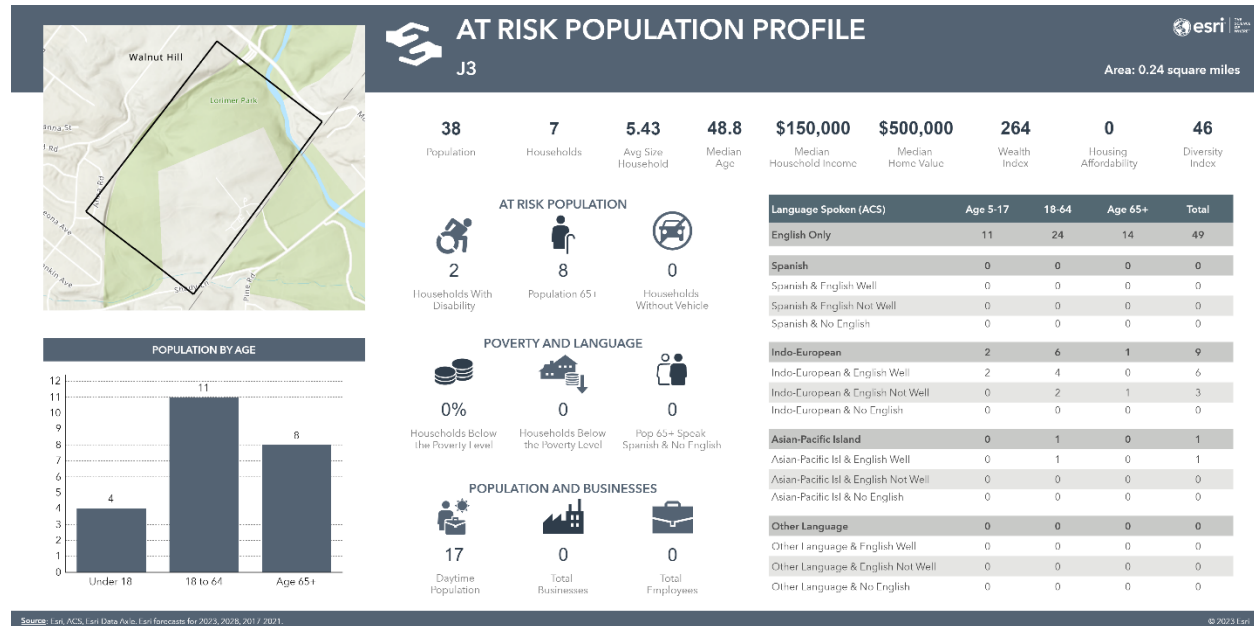 AT RISK POPULATION PROFILE
J3
esri
THE SCIENCE OF WHERE
Area: 0.24 square miles
Walnut Hill
Lorimer Park
38
Population
7
Households
5.43
Avg Size
Household
48.8
Median
Age
$150,000
Median
Household Income
$500,000
Median
Home Value
264
Wealth
Index
0
Housing
Affordability
46
Diversity
Index
AT RISK POPULATION
2
Households With
Disability
8
Population 65+
0
Households
Without Vehicle
POVERTY AND LANGUAGE
0%
Households Below
the Poverty Level
0
Households Below
the Poverty Level
0
Pop 65+ Speak
Spanish & No English
POPULATION AND BUSINESSES
17
Daytime
Population
0
Total
Businesses
0
Total
Employees
POPULATION BY AGE
12
11
10
9
8
7
6
5
4
3
2
1
0
4
11
8
Under 18
18 to 64
Age 65+
Language Spoken (ACS) Age 5-17 18-64 Age 65+ Total
English Only 11 24 14 49
Spanish 0 0 0 0
Spanish & English Well 0 0 0 0
Spanish & English Not Well 0 0 0 0
Spanish & No English 0 0 0 0
Indo-European 2 6 1 9
Indo-European & English Well 2 4 0 6
Indo-European & English Not Well 0 2 1 3
Indo-European & No English 0 0 0 0
Asian-Pacific Island 0 1 0 1
Asian-Pacific Isl & English Well 0 1 0 1
Asian-Pacific Isl & English Not Well 0 0 0 0
Asian-Pacific Isl & No English 0 0 0 0
Other Language 0 0 0 0
Other Language & English Well 0 0 0 0
Other Language & English Not Well 0 0 0 0
Other Language & No English 0 0 0 0
Source: Esri, ACS, Esri-Data Axle. Esri forecasts for 2023, 2028, 2017-2021.
© 2023 Esri